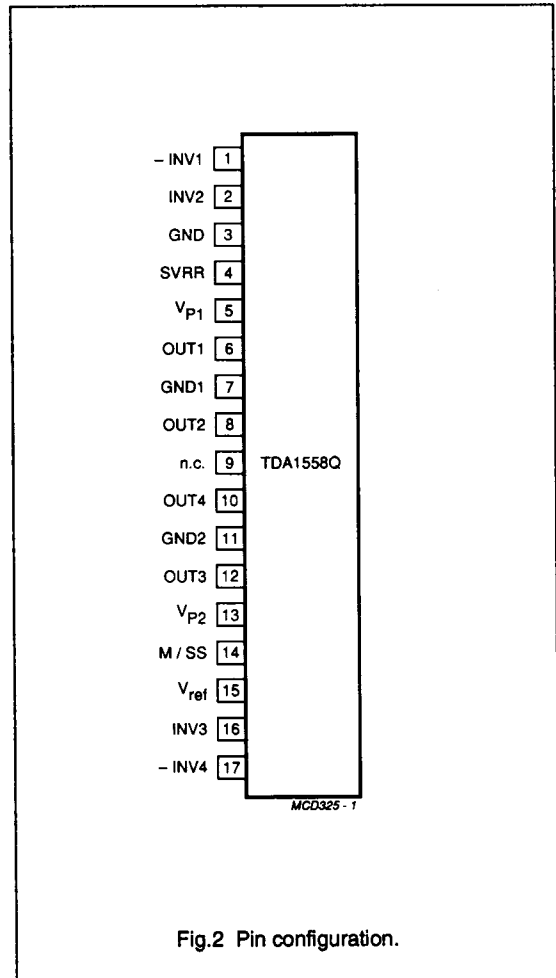 – INV1 1
INV2 2
GND 3
SVRR 4
VP1 5
OUT1 6
GND1 7
OUT2 8
n.c. 9 TDA1558Q
OUT4 10
GND2 11
OUT3 12
VP2 13
M / SS 14
Vref 15
INV3 16
– INV4 17
MCD325 - 1
Fig.2 Pin configuration.